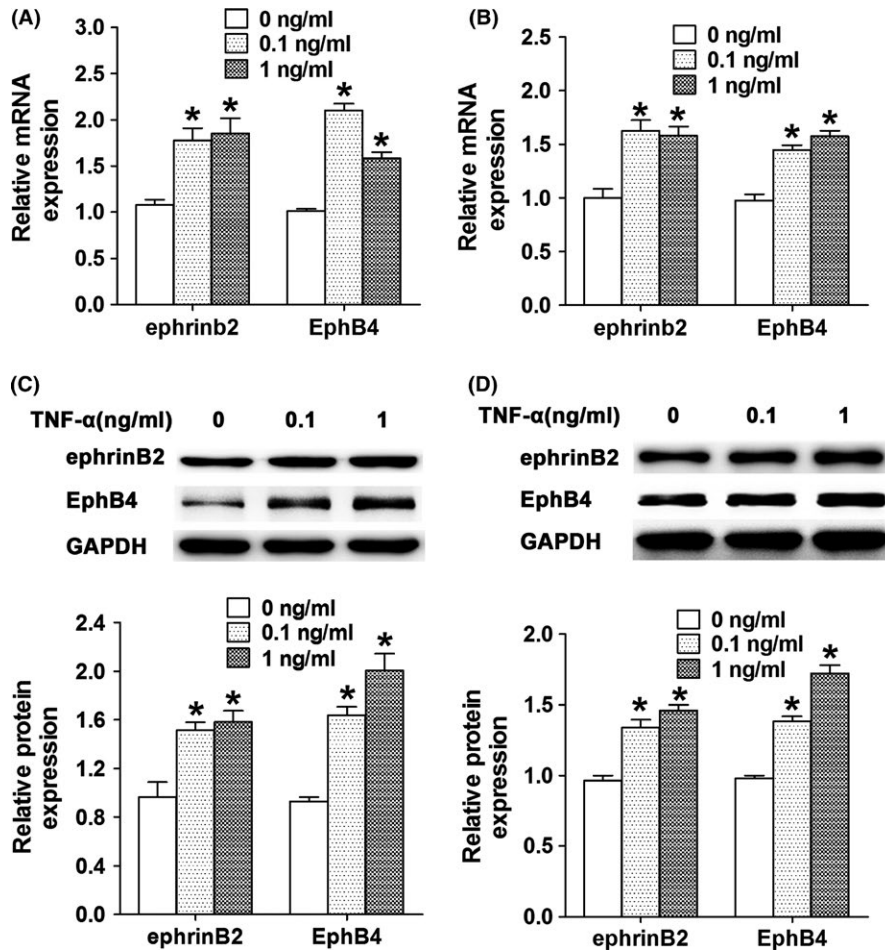 (A)
0 ng/ml
0.1 ng/ml
1 ng/ml
Relative mRNA
expression
3.0
2.5
2.0
1.5
1.0
0.5
0.0
* * * *
ephrinb2 EphB4
(B)
0 ng/ml
0.1 ng/ml
1 ng/ml
Relative mRNA
expression
2.5
2.0
1.5
1.0
0.5
0.0
* * * *
ephrinb2 EphB4
(C)
TNF-α(ng/ml) 0 0.1 1
ephrinB2
EphB4
GAPDH
0 ng/ml
0.1 ng/ml
1 ng/ml
Relative protein
expression
2.4
2.0
1.6
1.2
0.8
0.4
0.0
* * * *
ephrinB2 EphB4
(D)
TNF-α(ng/ml) 0 0.1 1
ephrinB2
EphB4
GAPDH
0 ng/ml
0.1 ng/ml
1 ng/ml
Relative protein
expression
2.0
1.5
1.0
0.5
0.0
* * * *
ephrinB2 EphB4